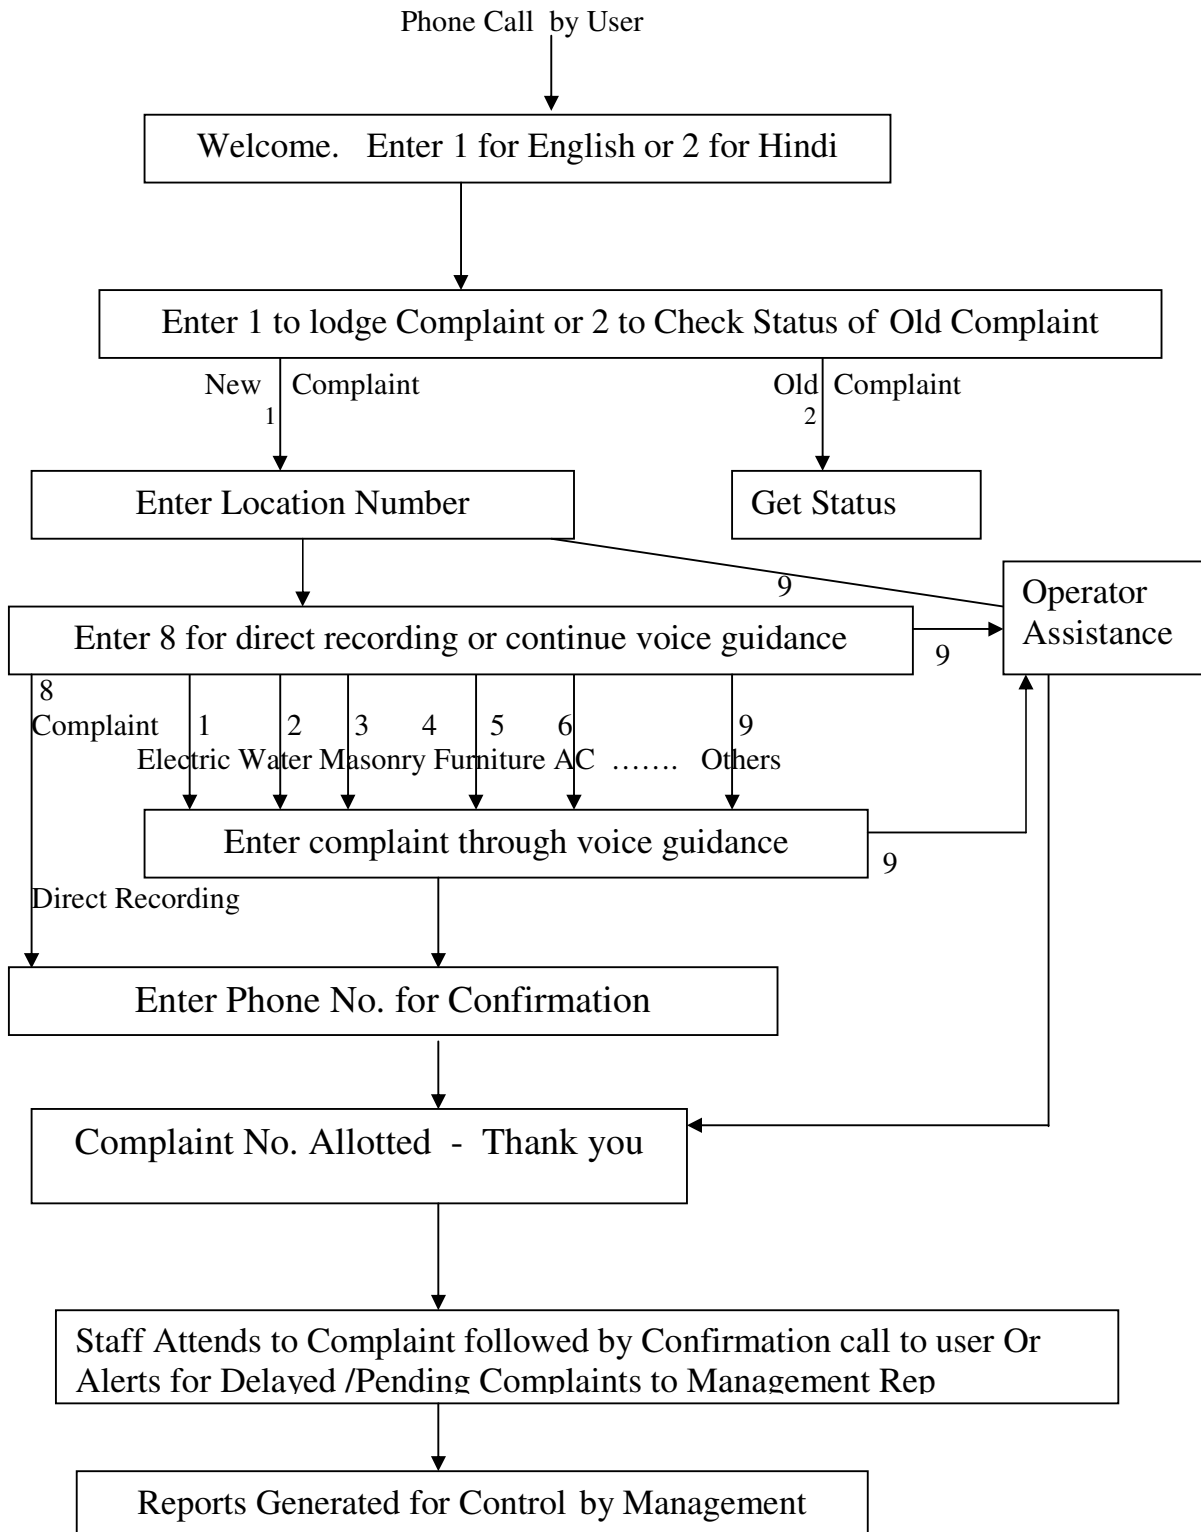 Phone Call by User
Welcome. Enter 1 for English or 2 for Hindi
Enter 1 to lodge Complaint or 2 to Check Status of Old Complaint
New Complaint
1
Old Complaint
2
Enter Location Number
Get Status
9
Operator
Assistance
Enter 8 for direct recording or continue voice guidance
9
8
Complaint 1 2 3 4 5 6 9
Electric Water Masonry Furniture AC ……. Others
Enter complaint through voice guidance
9
Direct Recording
Enter Phone No. for Confirmation
Complaint No. Allotted - Thank you
Staff Attends to Complaint followed by Confirmation call to user Or
Alerts for Delayed /Pending Complaints to Management Rep
Reports Generated for Control by Management